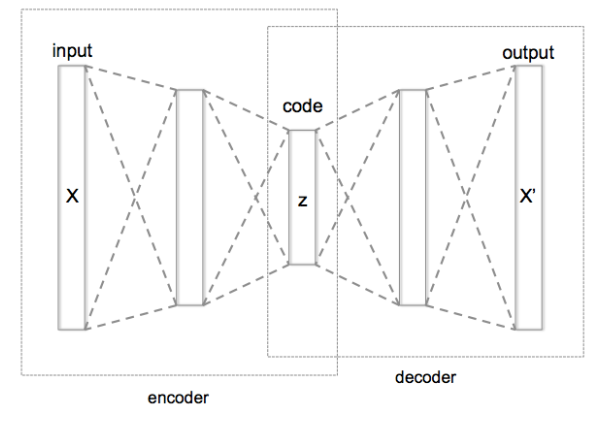 input
output
code
X
z
X'
decoder
encoder